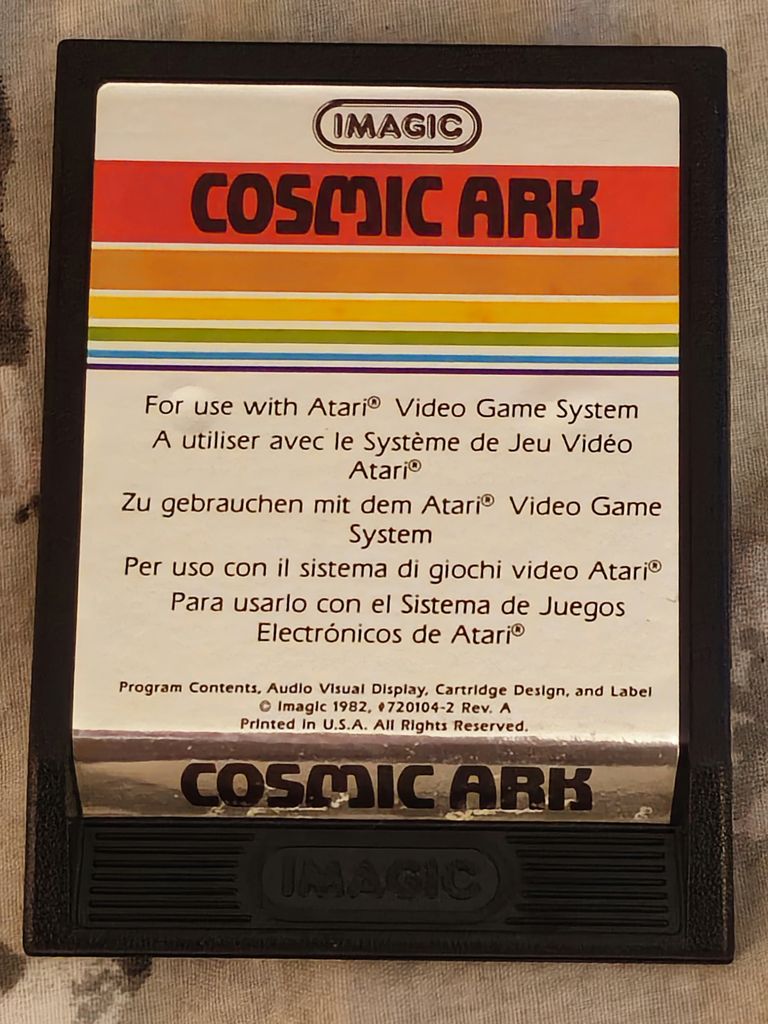 IMAGIC
COSMIC ARK
For use with Atari® Video Game System
A utiliser avec le Système de Jeu Vidéo
Atari®
Zu gebrauchen mit dem Atari® Video Game
System
Per uso con il sistema di giochi video Atari®
Para usarlo con el Sistema de Juegos
Electrónicos de Atari®
Program Contents, Audio Visual Display, Cartridge Design, and Label
© Imagic 1982, #720104-2 Rev. A
Printed in U.S.A. All Rights Reserved.
COSMIC ARK
IMAGIC